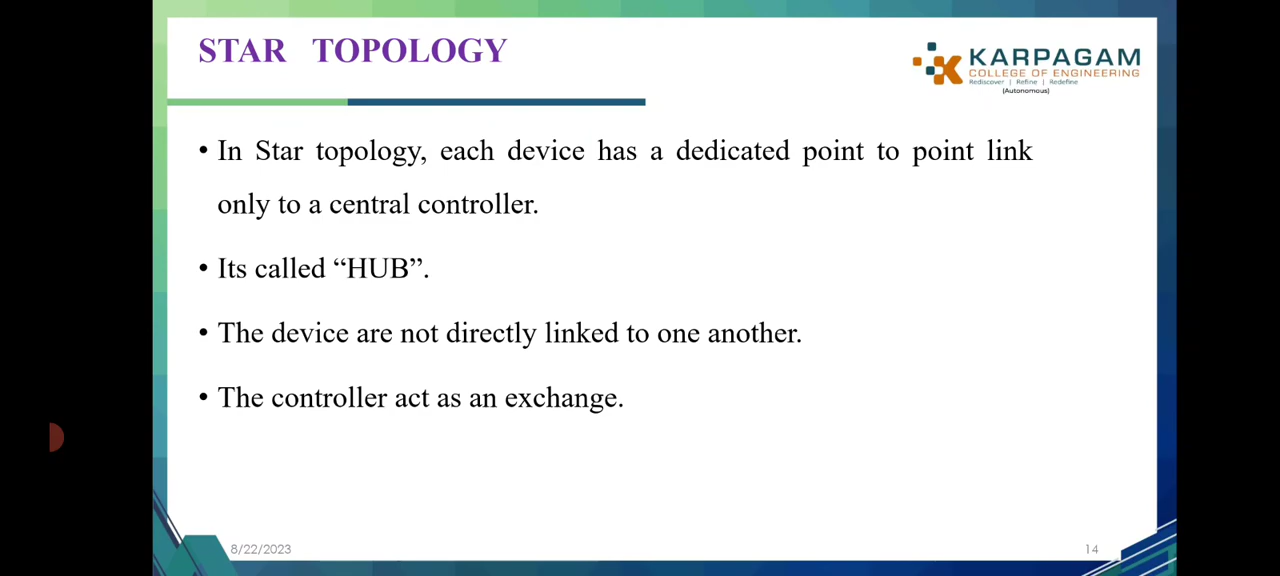 STAR TOPOLOGY
KARPAGAM
COLLEGE OF ENGINEERING
Rediscover | Refine | Redefine
(Autonomous)
• In Star topology, each device has a dedicated point to point link
only to a central controller.
• Its called “HUB”.
• The device are not directly linked to one another.
• The controller act as an exchange.
8/22/2023
14